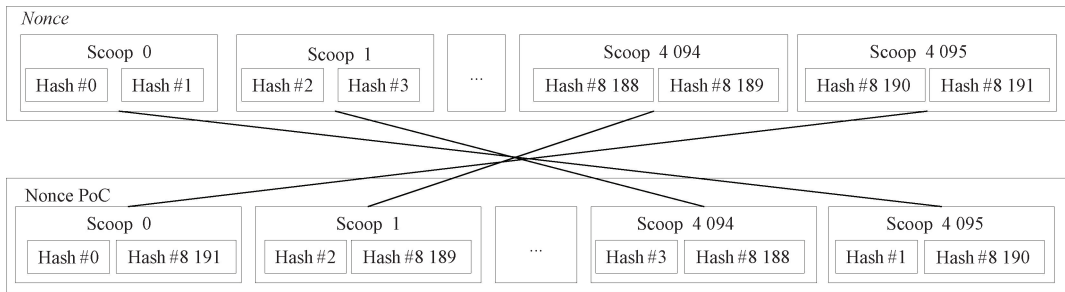 Nonce
Scoop 0 Scoop 1 Scoop 4 094 Scoop 4 095
Hash #0 Hash #1 Hash #2 Hash #3 ... Hash #8 188 Hash #8 189 Hash #8 190 Hash #8 191
Nonce PoC
Scoop 0 Scoop 1 Scoop 4 094 Scoop 4 095
Hash #0 Hash #8 191 Hash #2 Hash #8 189 ... Hash #3 Hash #8 188 Hash #1 Hash #8 190